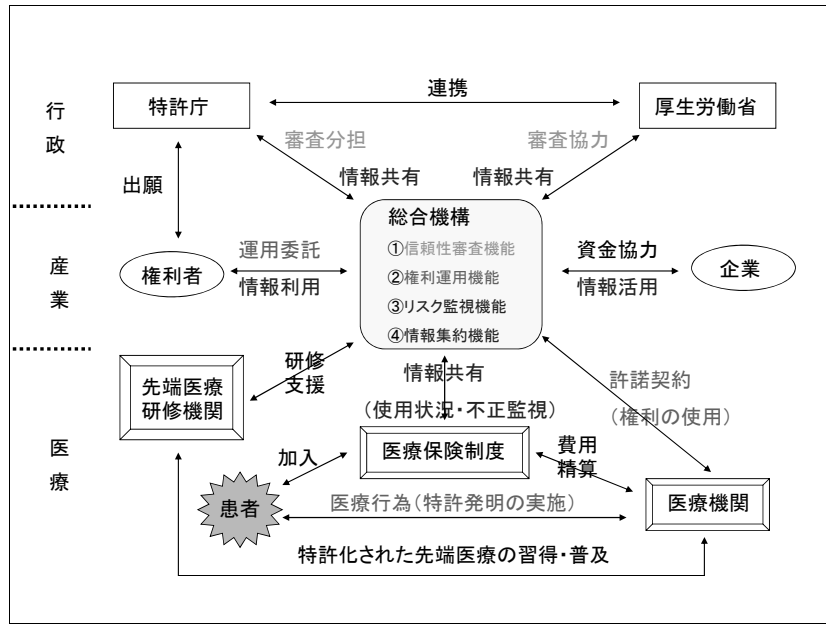 行政
特許庁
連携
厚生労働省
審査分担
審査協力
情報共有
情報共有
出願
産業
総合機構
①信頼性審査機能
②権利運用機能
③リスク監視機能
④情報集約機能
権利者
運用委託
情報利用
資金協力
情報活用
企業
医療
先端医療
研修機関
研修
支援
情報共有
(使用状況・不正監視)
許諾契約
(権利の使用)
加入
医療保険制度
費用
精算
患者
医療行為(特許発明の実施)
医療機関
特許化された先端医療の習得・普及